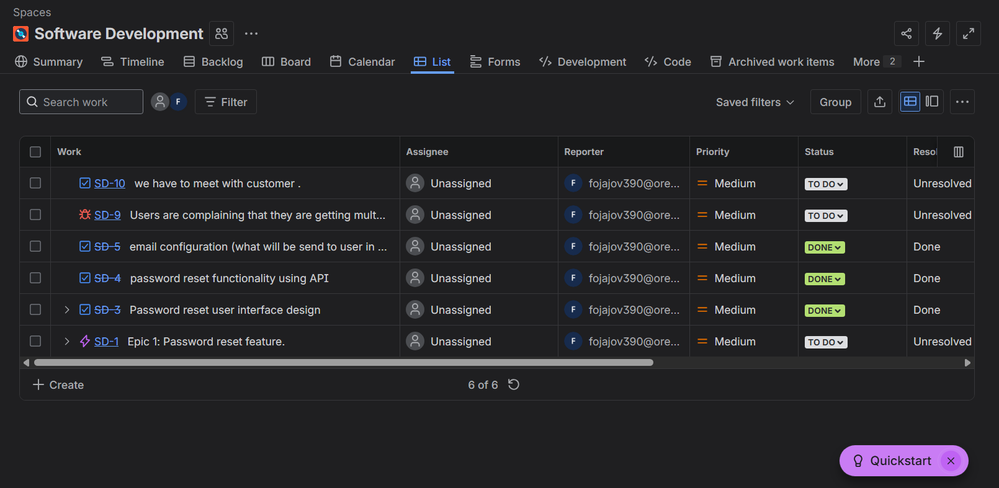 Spaces
Software Development
Summary Timeline Backlog Board Calendar List Forms Development Code Archived work items More 2
Search work F Filter Saved filters Group
Work Assignee Reporter Priority Status Resol
SD-10 we have to meet with customer . Unassigned F fojajov390@ore... Medium TO DO Unresolved
SD-9 Users are complaining that they are getting mult... Unassigned F fojajov390@ore... Medium TO DO Unresolved
SD-5 email configuration (what will be send to user in ... Unassigned F fojajov390@ore... Medium DONE Done
SD-4 password reset functionality using API Unassigned F fojajov390@ore... Medium DONE Done
SD-3 Password reset user interface design Unassigned F fojajov390@ore... Medium DONE Done
SD-1 Epic 1: Password reset feature. Unassigned F fojajov390@ore... Medium TO DO Unresolved
Create 6 of 6
Quickstart